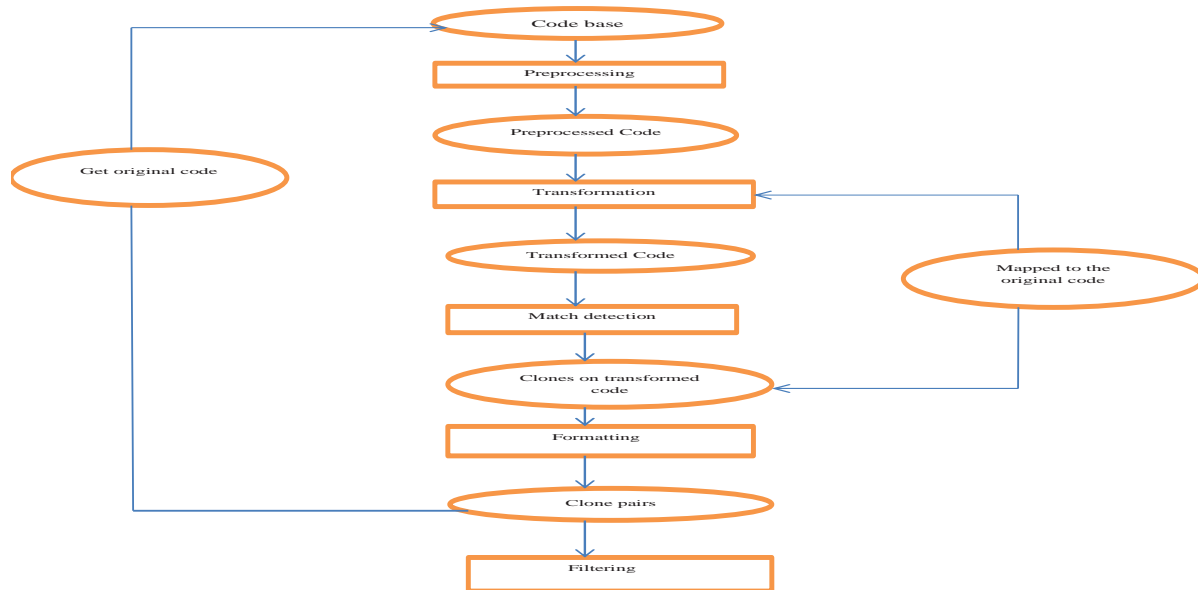 Code base
Preprocessing
Preprocessed Code
Get original code
Transformation
Transformed Code
Mapped to the
original code
Match detection
Clones on transformed
code
Formatting
Clone pairs
Filtering